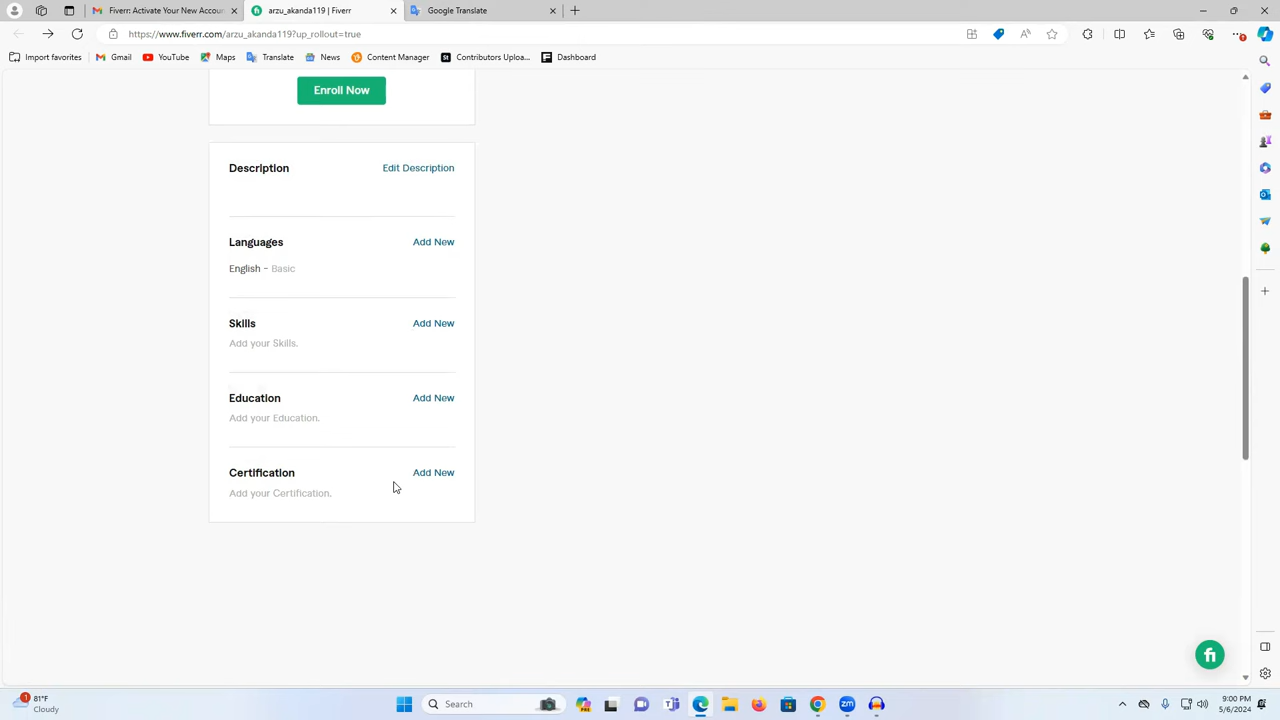 Fiverr: Activate Your New Accoun
arzu_akanda119 | Fiverr
Google Translate
https://www.fiverr.com/arzu_akanda119?up_rollout=true
Import favorites
Gmail
YouTube
Maps
Translate
News
Content Manager
Contributors Uploa...
Dashboard
Enroll Now
Description
Edit Description
Languages
Add New
English - Basic
Skills
Add New
Add your Skills.
Education
Add New
Add your Education.
Certification
Add New
Add your Certification.
fi
81°F
Cloudy
Search
9:00 PM
5/6/2024